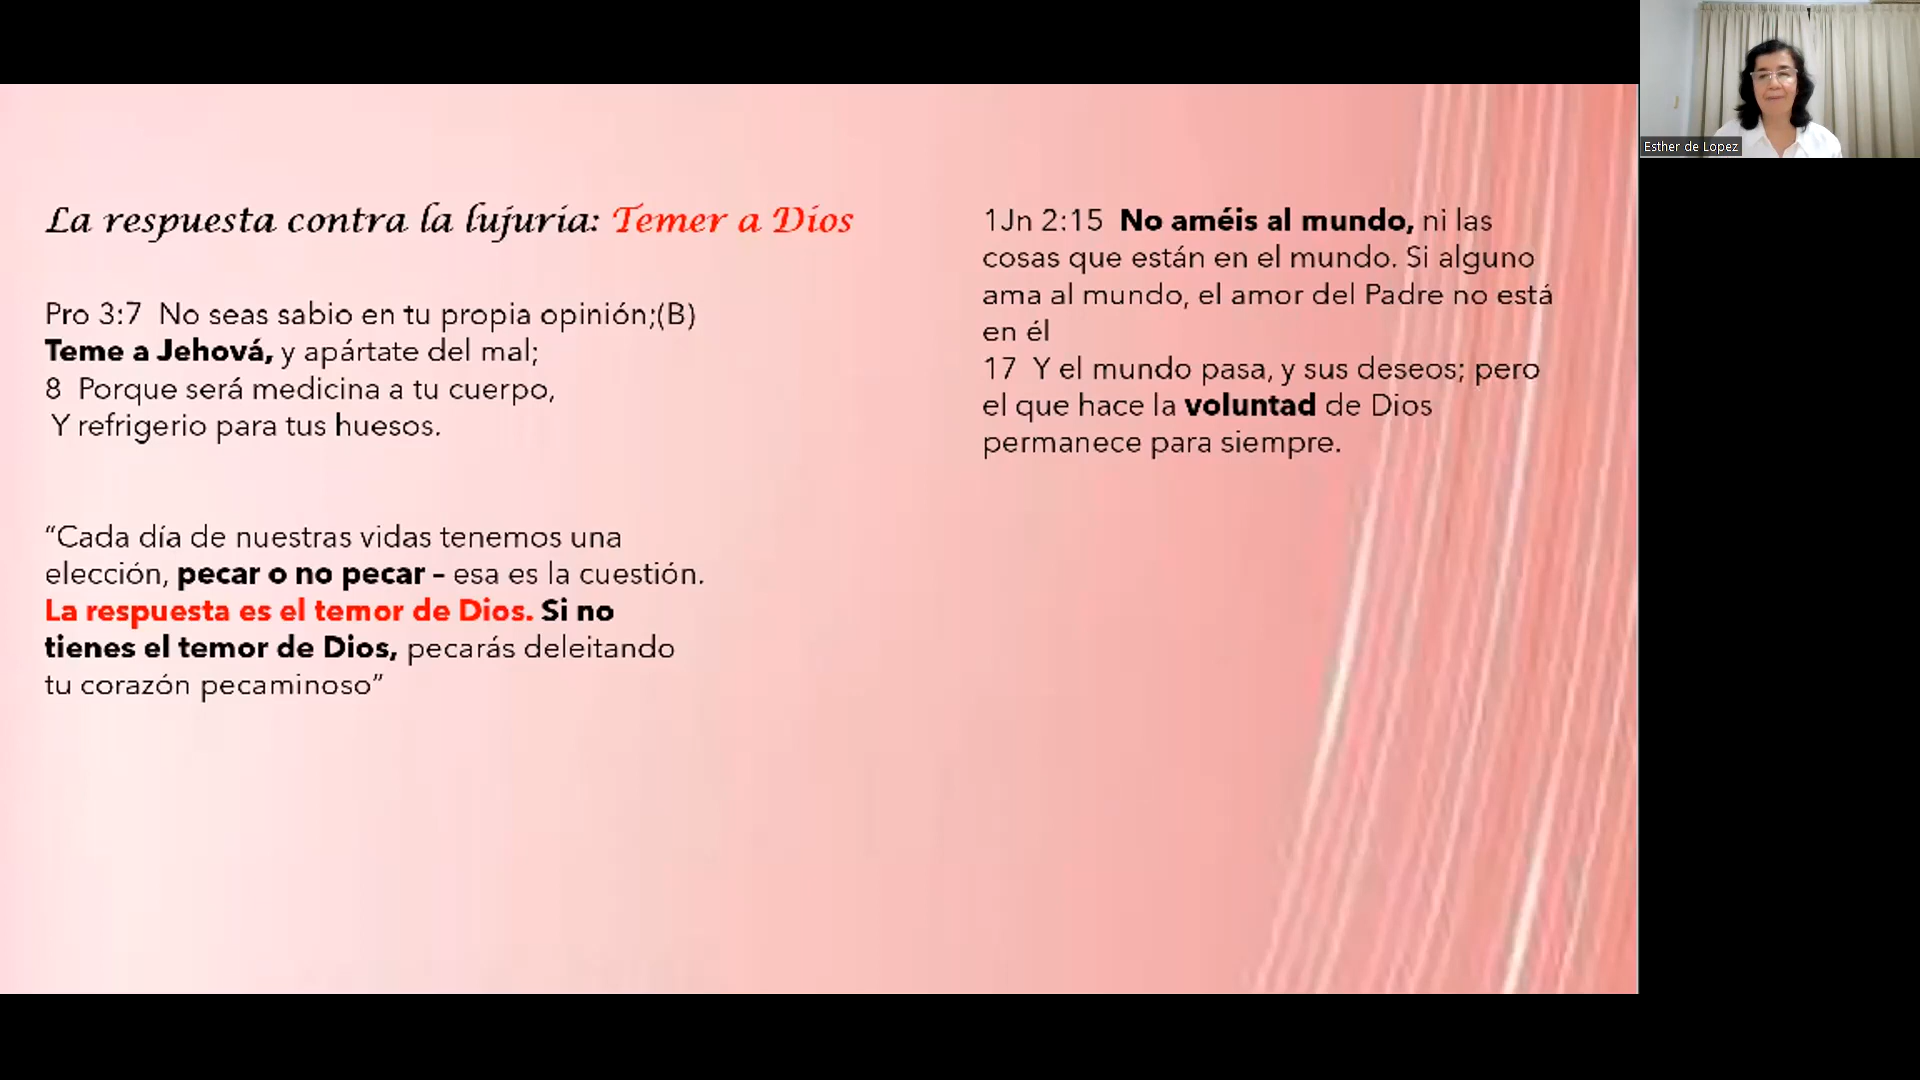 La respuesta contra la lujuria: Temer a Dios
Pro 3:7  No seas sabio en tu propia opinión;(B)
Teme a Jehová, y apártate del mal;
8  Porque será medicina a tu cuerpo,
Y refrigerio para tus huesos.
“Cada día de nuestras vidas tenemos una
elección, pecar o no pecar – esa es la cuestión.
La respuesta es el temor de Dios. Si no
tienes el temor de Dios, pecarás deleitando
tu corazón pecaminoso”
1Jn 2:15  No améis al mundo, ni las
cosas que están en el mundo. Si alguno
ama al mundo, el amor del Padre no está
en él
17  Y el mundo pasa, y sus deseos; pero
el que hace la voluntad de Dios
permanece para siempre.
Esther de Lopez